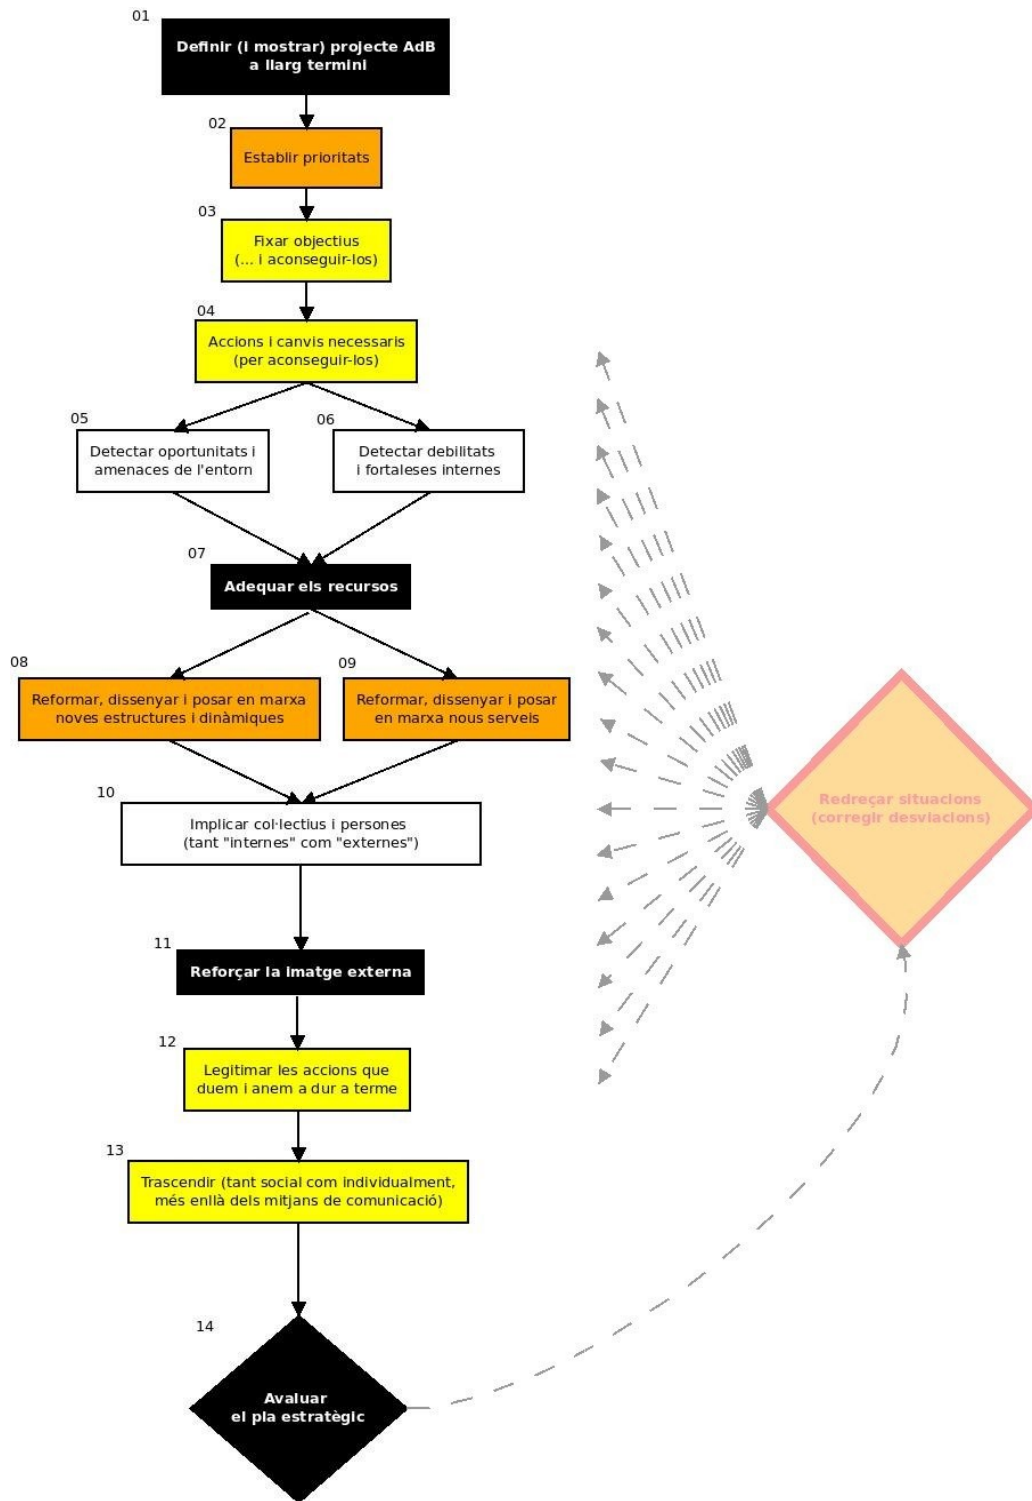 01
Definir (i mostrar) projecte AdB
a llarg termini
02
Establir prioritats
03
Fixar objectius
(... i aconseguir-los)
04
Accions i canvis necessaris
(per aconseguir-los)
05
Detectar oportunitats i
amenaces de l'entorn
06
Detectar debilitats
i fortaleses internes
07
Adequar els recursos
08
Reformar, dissenyar i posar en marxa
noves estructures i dinàmiques
09
Reformar, dissenyar i posar
en marxa nous serveis
Redreçar situacions
(corregir desviacions)
10
Implicar col·lectius i persones
(tant "internes" com "externes")
11
Reforçar la imatge externa
12
Legitimar les accions que
duem i anem a dur a terme
13
Trascendir (tant social com individualment,
més enllà dels mitjans de comunicació)
14
Avaluar
el pla estratègic